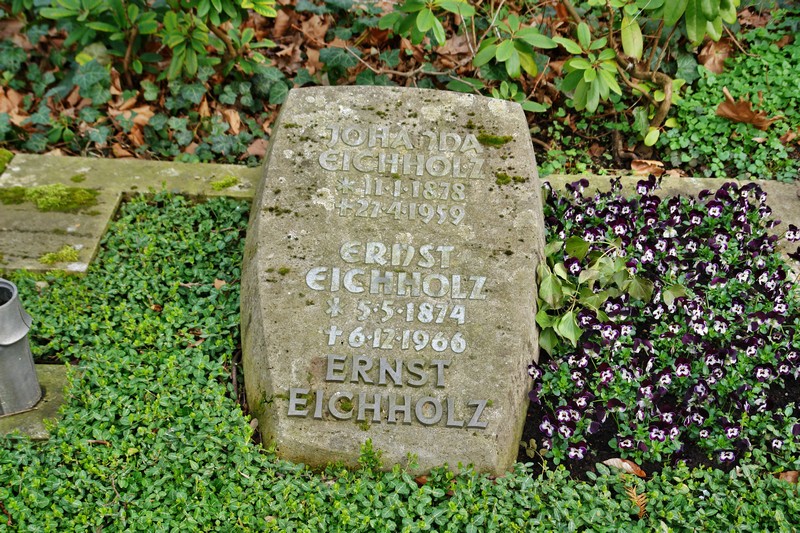 JOHANNA
EICHHOLZ
* 11·1·1878
+ 27·4·1959
ERNST
EICHHOLZ
* 5·5·1874
+ 6·12·1966
ERNST
EICHHOLZ